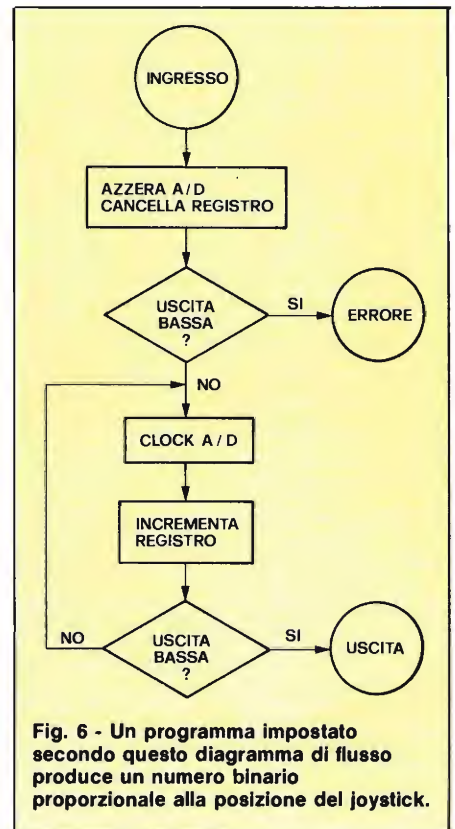 INGRESSO
AZZERA A/D
CANCELLA REGISTRO
USCITA
BASSA
?
SI
ERRORE
NO
CLOCK A/D
INCREMENTA
REGISTRO
NO
USCITA
BASSA
?
SI
USCITA
Fig. 6 - Un programma impostato
secondo questo diagramma di flusso
produce un numero binario
proporzionale alla posizione del joystick.